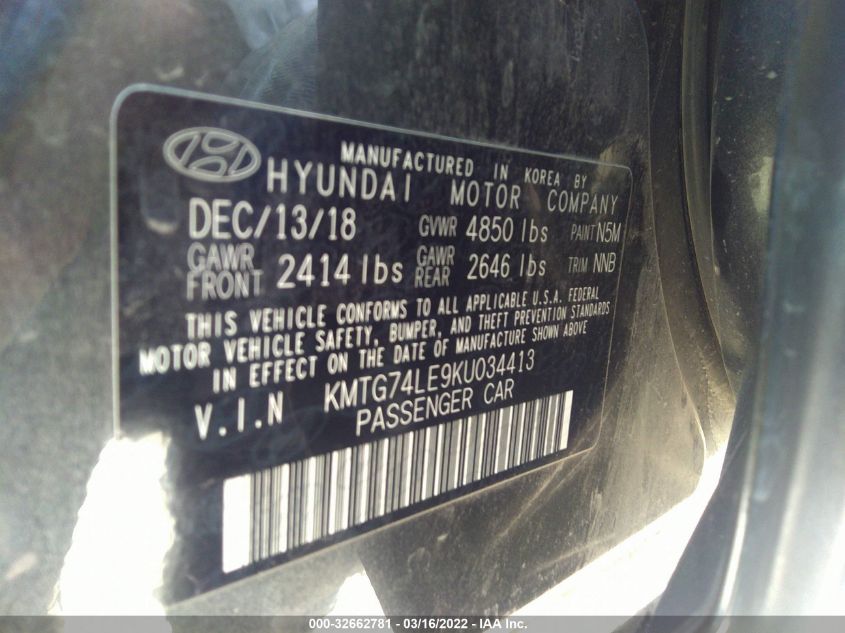 MANUFACTURED IN KOREA BY
HYUNDAI MOTOR COMPANY
DEC/13/18 GVWR 4850 lbs PAINT N5M
GAWR FRONT 2414 lbs GAWR REAR 2646 lbs TRIM NNB
THIS VEHICLE CONFORMS TO ALL APPLICABLE U.S.A. FEDERAL
MOTOR VEHICLE SAFETY, BUMPER, AND THEFT PREVENTION STANDARDS
IN EFFECT ON THE DATE OF MANUFACTURE SHOWN ABOVE
V.I.N KMTG74LE9KU034413
PASSENGER CAR
000-32662781 - 03/16/2022 - IAA Inc.